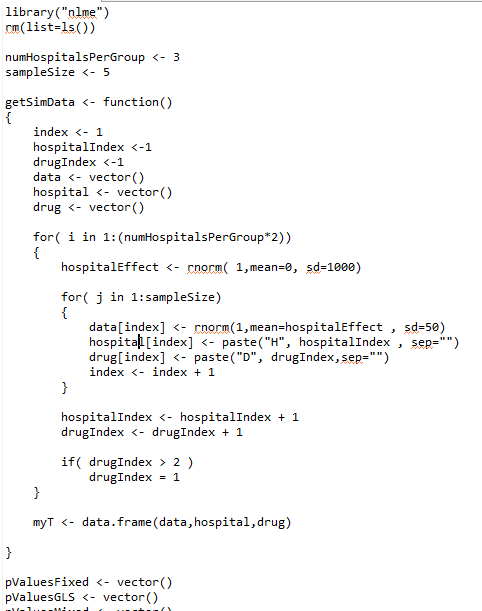 library("nlme")
rm(list=ls())
numHospitalsPerGroup <- 3
sampleSize <- 5
getSimData <- function()
{
index <- 1
hospitalIndex <-1
drugIndex <-1
data <- vector()
hospital <- vector()
drug <- vector()
for( i in 1:(numHospitalsPerGroup*2))
{
hospitalEffect <- rnorm( 1,mean=0, sd=1000)
for( j in 1:sampleSize)
{
data[index] <- rnorm(1,mean=hospitalEffect , sd=50)
hospital[index] <- paste("H", hospitalIndex , sep="")
drug[index] <- paste("D", drugIndex,sep="")
index <- index + 1
}
hospitalIndex <- hospitalIndex + 1
drugIndex <- drugIndex + 1
if( drugIndex > 2 )
drugIndex = 1
}
myT <- data.frame(data,hospital,drug)
}
pValuesFixed <- vector()
pValuesGLS <- vector()